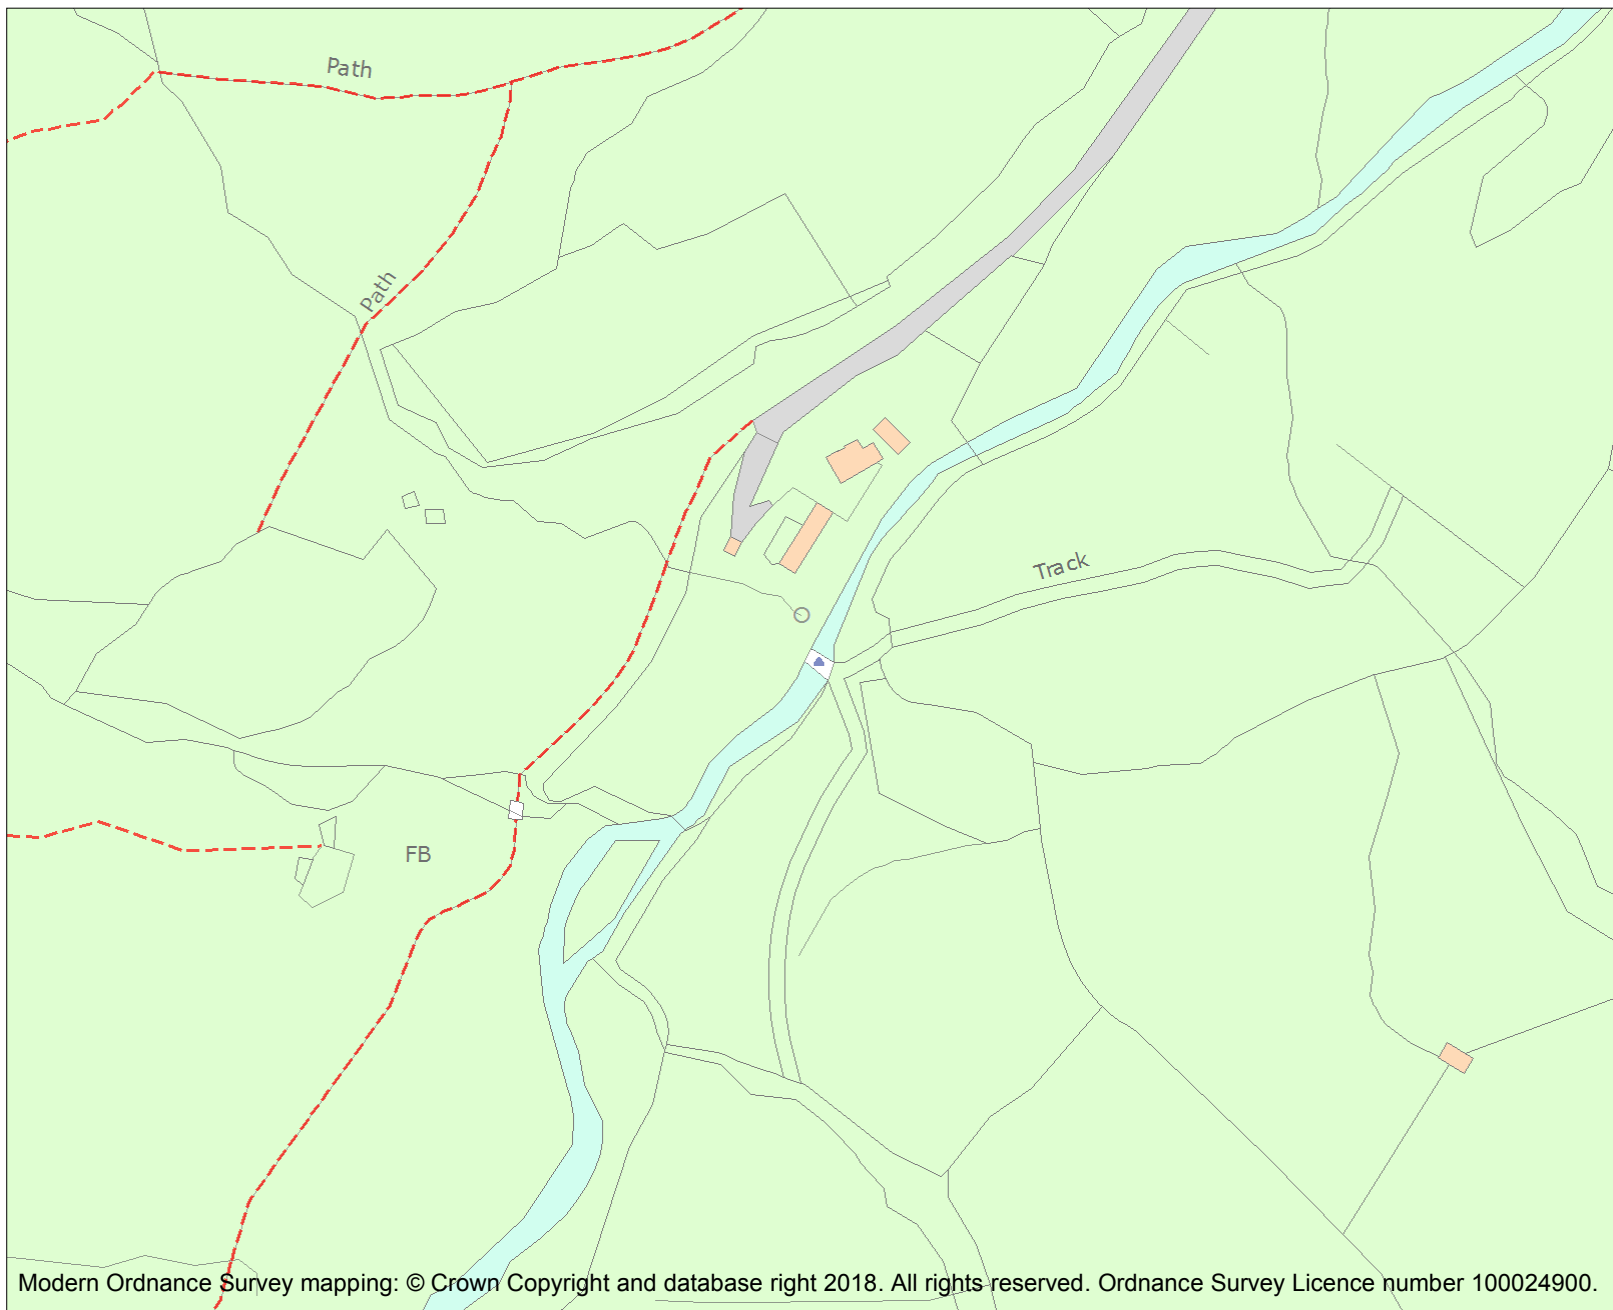 Path
Path
Track
FB
Modern Ordnance Survey mapping: © Crown Copyright and database right 2018. All rights reserved. Ordnance Survey Licence number 100024900.